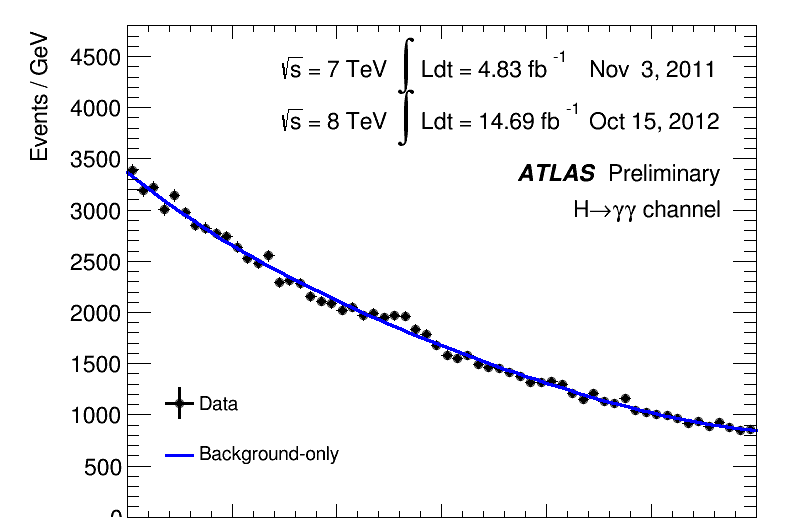 Events / GeV
4500
4000
3500
3000
2500
2000
1500
1000
500
0
√s = 7 TeV ∫ Ldt = 4.83 fb⁻¹ Nov 3, 2011
√s = 8 TeV ∫ Ldt = 14.69 fb⁻¹ Oct 15, 2012
ATLAS Preliminary
H→γγ channel
Data
Background-only